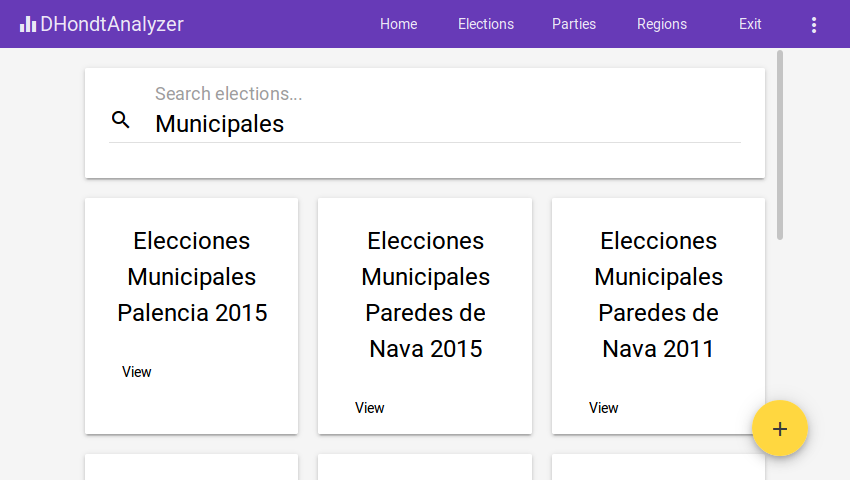 DHondtAnalyzer Home Elections Parties Regions Exit
Search elections...
Municipales
Elecciones
Municipales
Palencia 2015
View
Elecciones
Municipales
Paredes de
Nava 2015
View
Elecciones
Municipales
Paredes de
Nava 2011
View